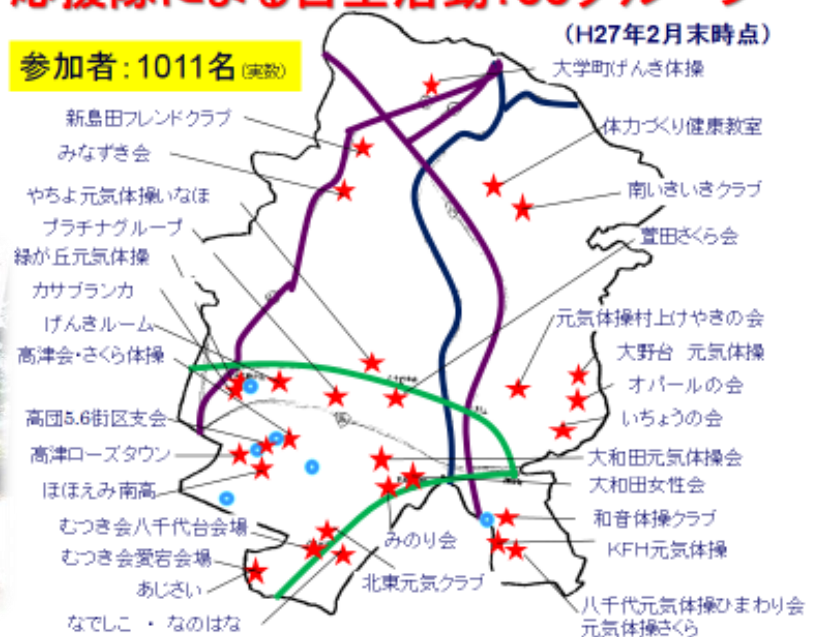 (H27年2月末時点)
参加者:1011名(実数)
大学町げんき体操
新島田フレンドクラブ
みなずき会
やちよ元気体操いなほ
プラチナグループ
緑が丘元気体操
カサブランカ
げんきルーム
高津会・さくら体操
高団5.6街区支会
高津ローズタウン
ほほえみ南高
むつき会八千代台会場
むつき会愛宕会場
あじさい
なでしこ ・ なのはな
体力づくり健康教室
南いきいきクラブ
萱田さくら会
元気体操村上けやきの会
大野台 元気体操
オパールの会
いちょうの会
大和田元気体操会
大和田女性会
和音体操クラブ
KFH元気体操
みのり会
北東元気クラブ
八千代元気体操ひまわり会
元気体操さくら